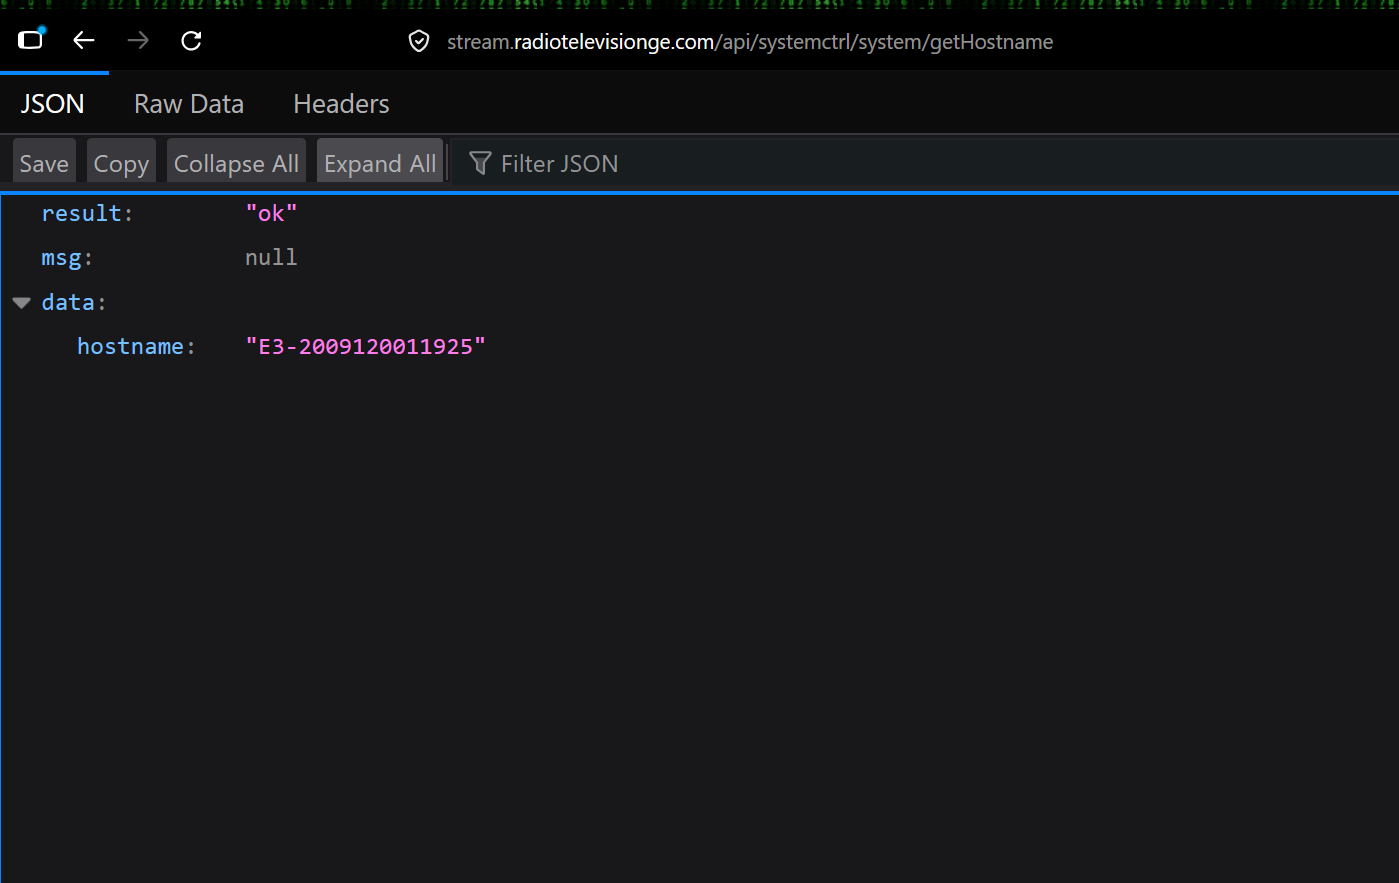 stream.radiotelevisionge.com/api/systemctrl/system/getHostname
JSON Raw Data Headers
Save Copy Collapse All Expand All Filter JSON
result: "ok"
msg: null
data:
hostname: "E3-2009120011925"